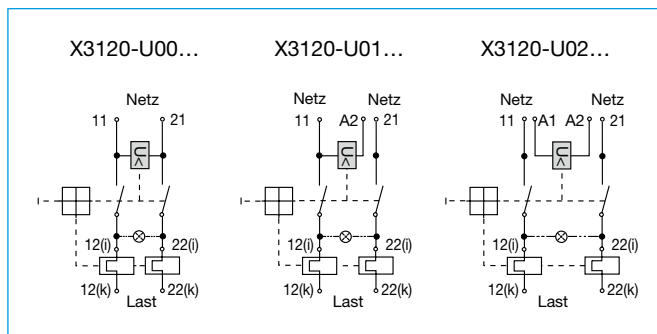 X3120-U00... X3120-U01... X3120-U02...
Netz Netz Netz Netz Netz
11 21 11 A2 21 11 A1 A2 21
U< U< U<
12(i) 22(i) 12(i) 22(i) 12(i) 22(i)
12(k) 22(k) 12(k) 22(k) 12(k) 22(k)
Last Last Last